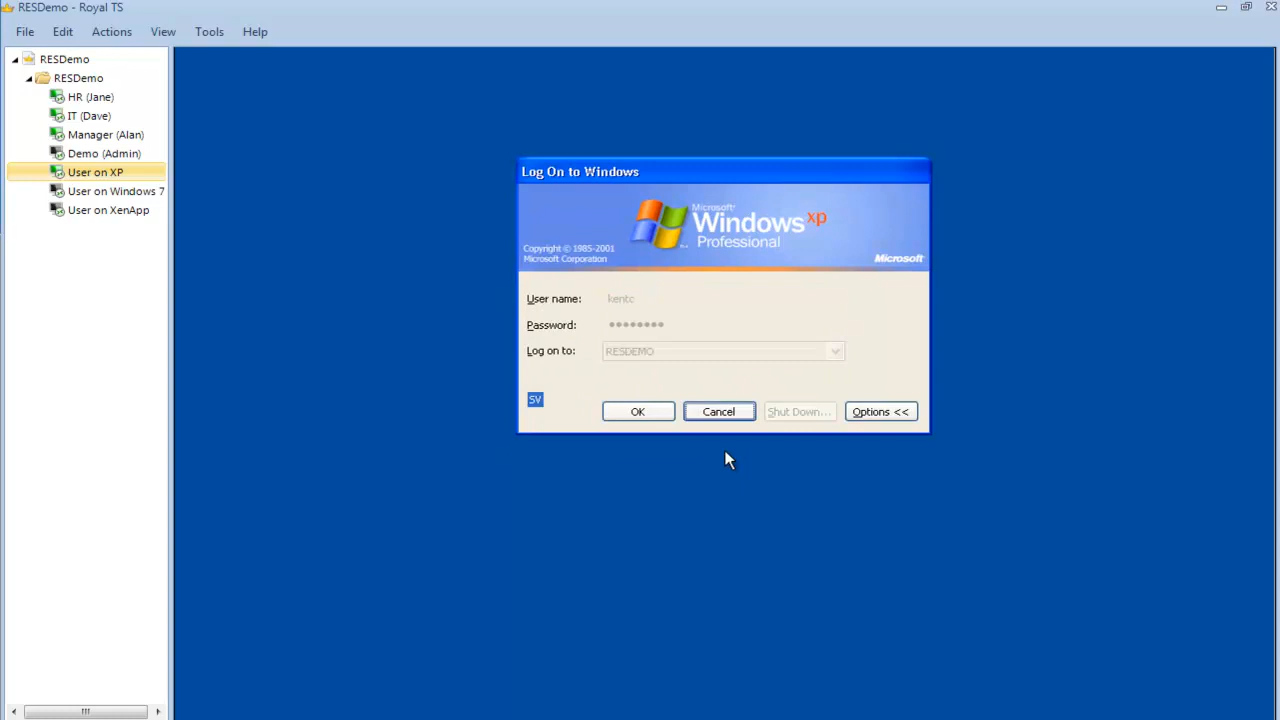 RESDemo - Royal TS
File Edit Actions View Tools Help
RESDemo
RESDemo
HR (Jane)
IT (Dave)
Manager (Alan)
Demo (Admin)
User on XP
User on Windows 7
User on XenApp
Log On to Windows
Microsoft
Windows xp
Professional
Copyright © 1985-2001
Microsoft Corporation
Microsoft
User name: kentc
Password: ●●●●●●●●
Log on to: RESDEMO
SV
OK Cancel Shut Down... Options <<